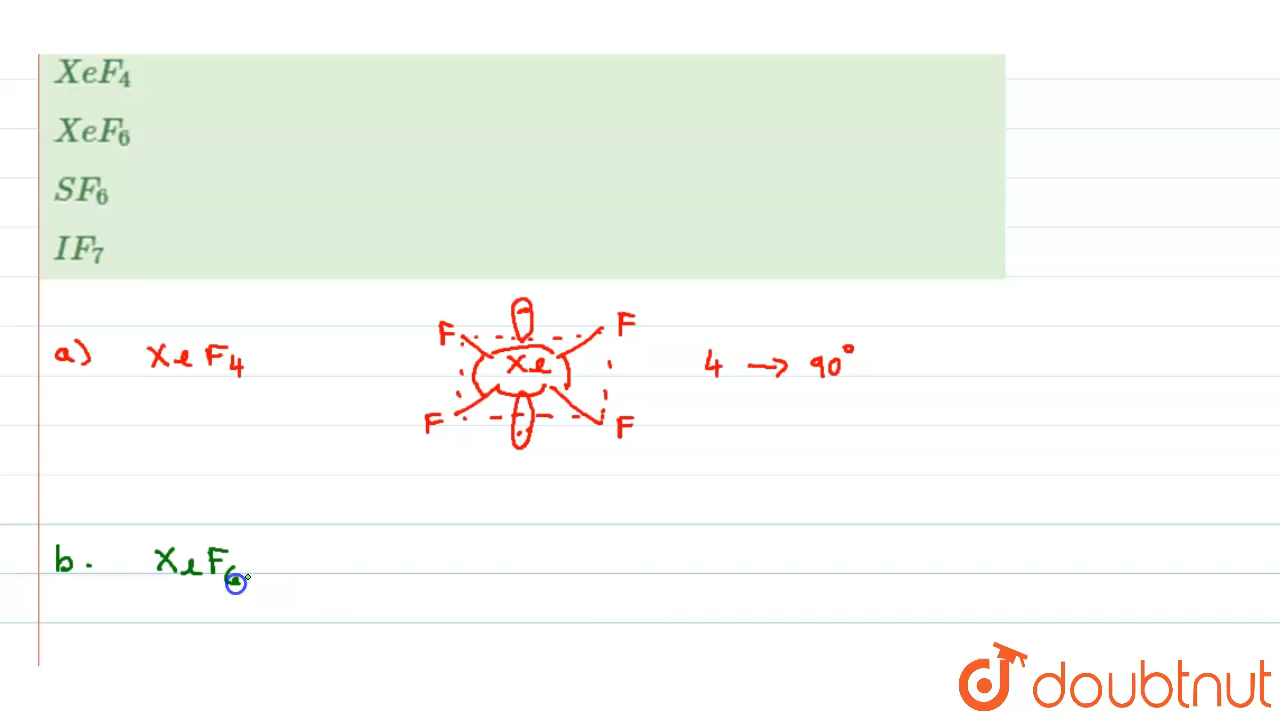 XeF4
XeF6
SF6
IF7
a) XeF4
F F
Xe
4 → 90°
F F
b. XeF6
doubtnut